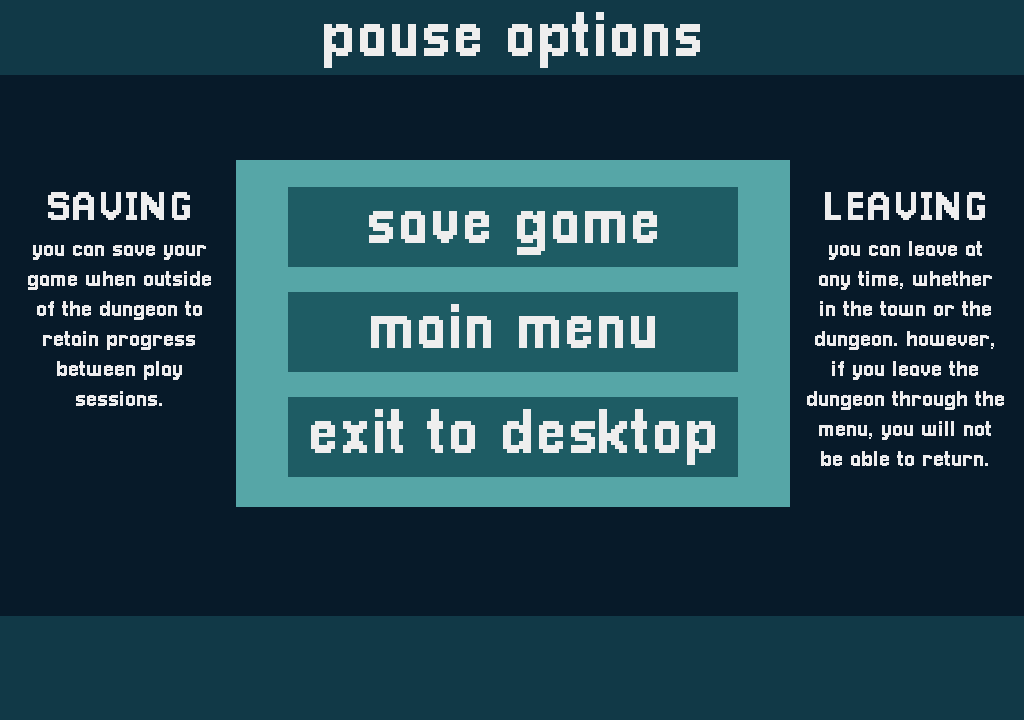 pause options
SAVING
you can save your
game when outside
of the dungeon to
retain progress
between play
sessions.
save game
main menu
exit to desktop
LEAVING
you can leave at
any time, whether
in the town or the
dungeon. however,
if you leave the
dungeon through the
menu, you will not
be able to return.